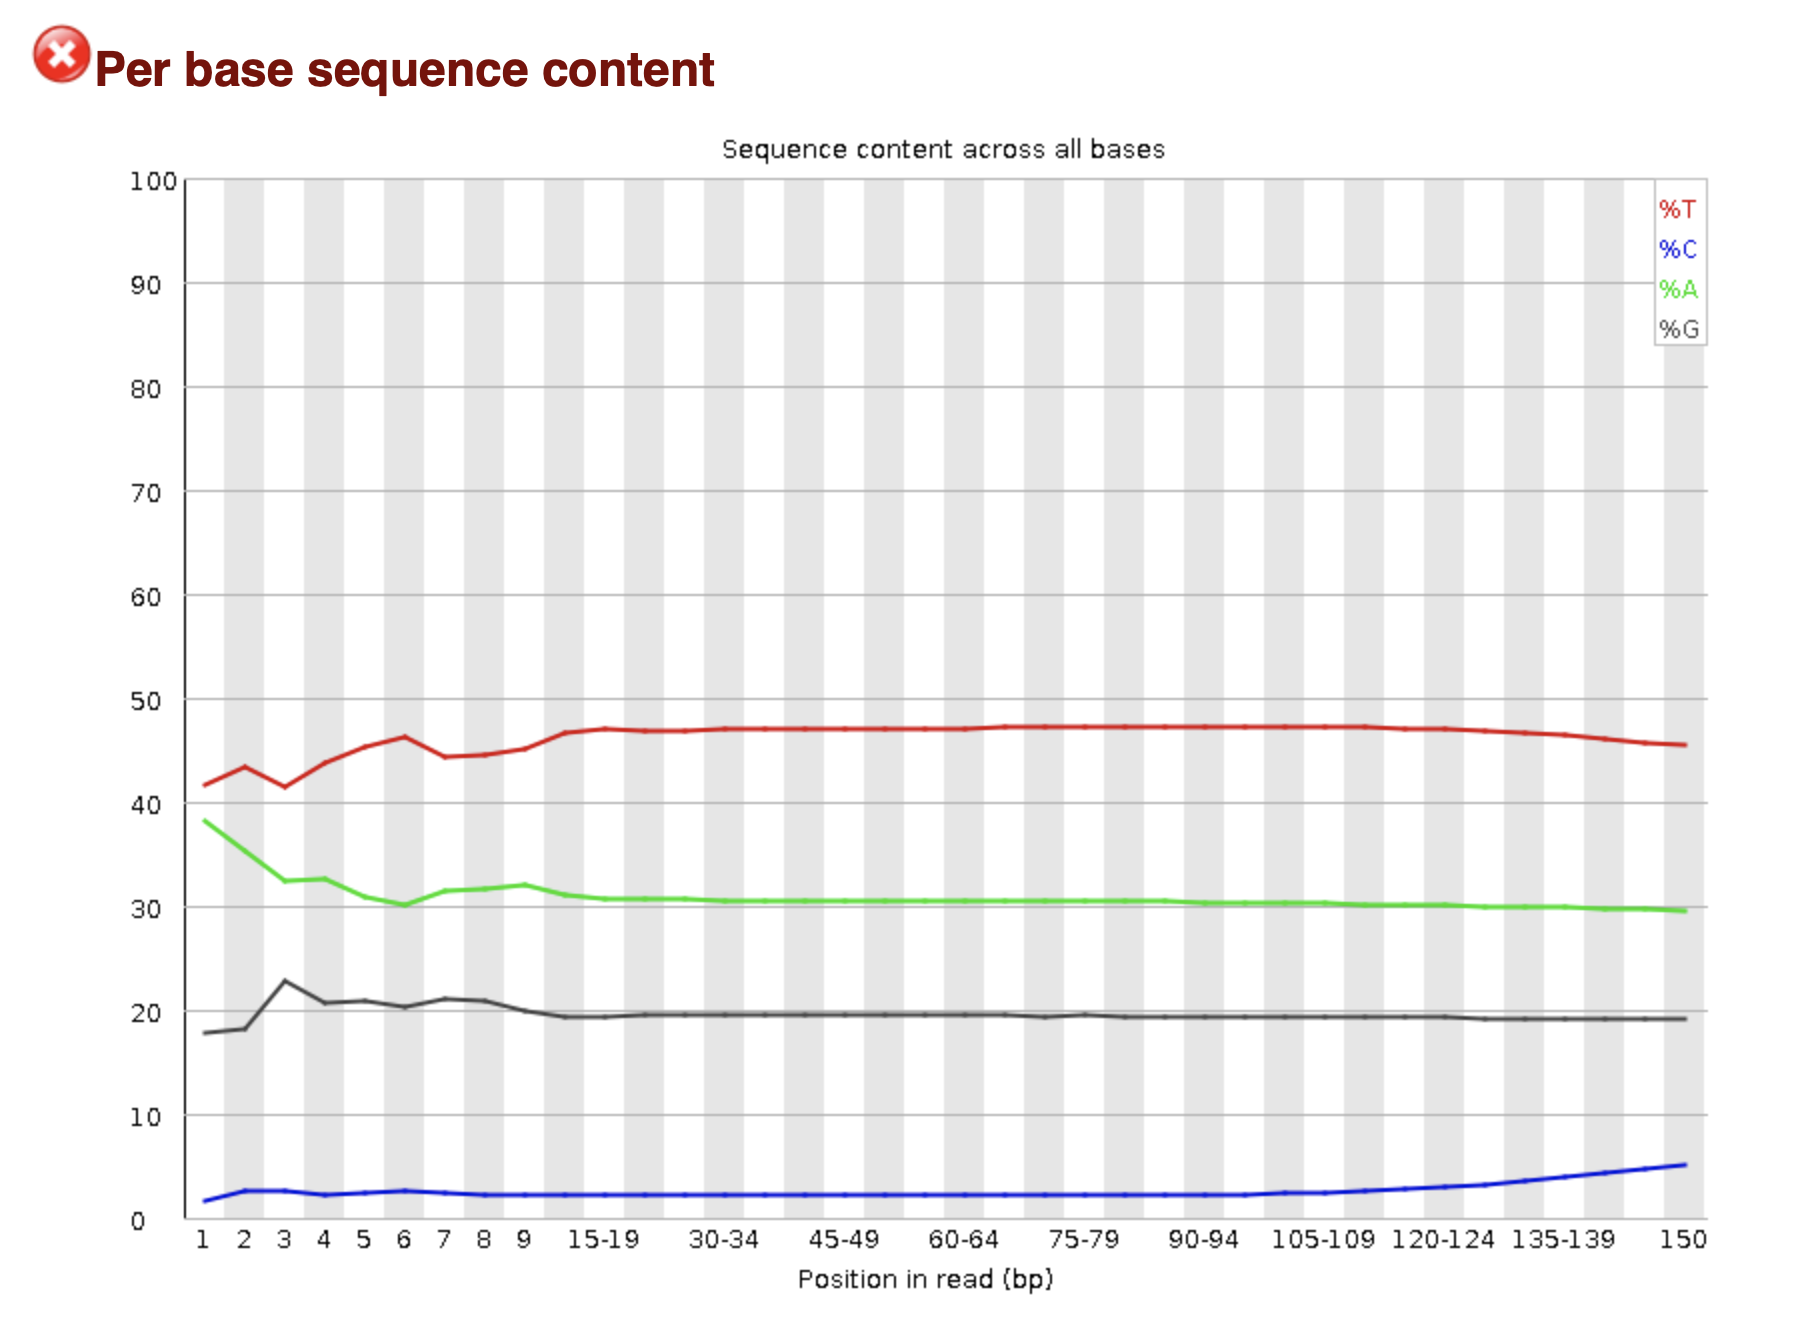 Per base sequence content
Sequence content across all bases
%T
%C
%A
%G
100
90
80
70
60
50
40
30
20
10
0
1 2 3 4 5 6 7 8 9 15-19 30-34 45-49 60-64 75-79 90-94 105-109 120-124 135-139 150
Position in read (bp)